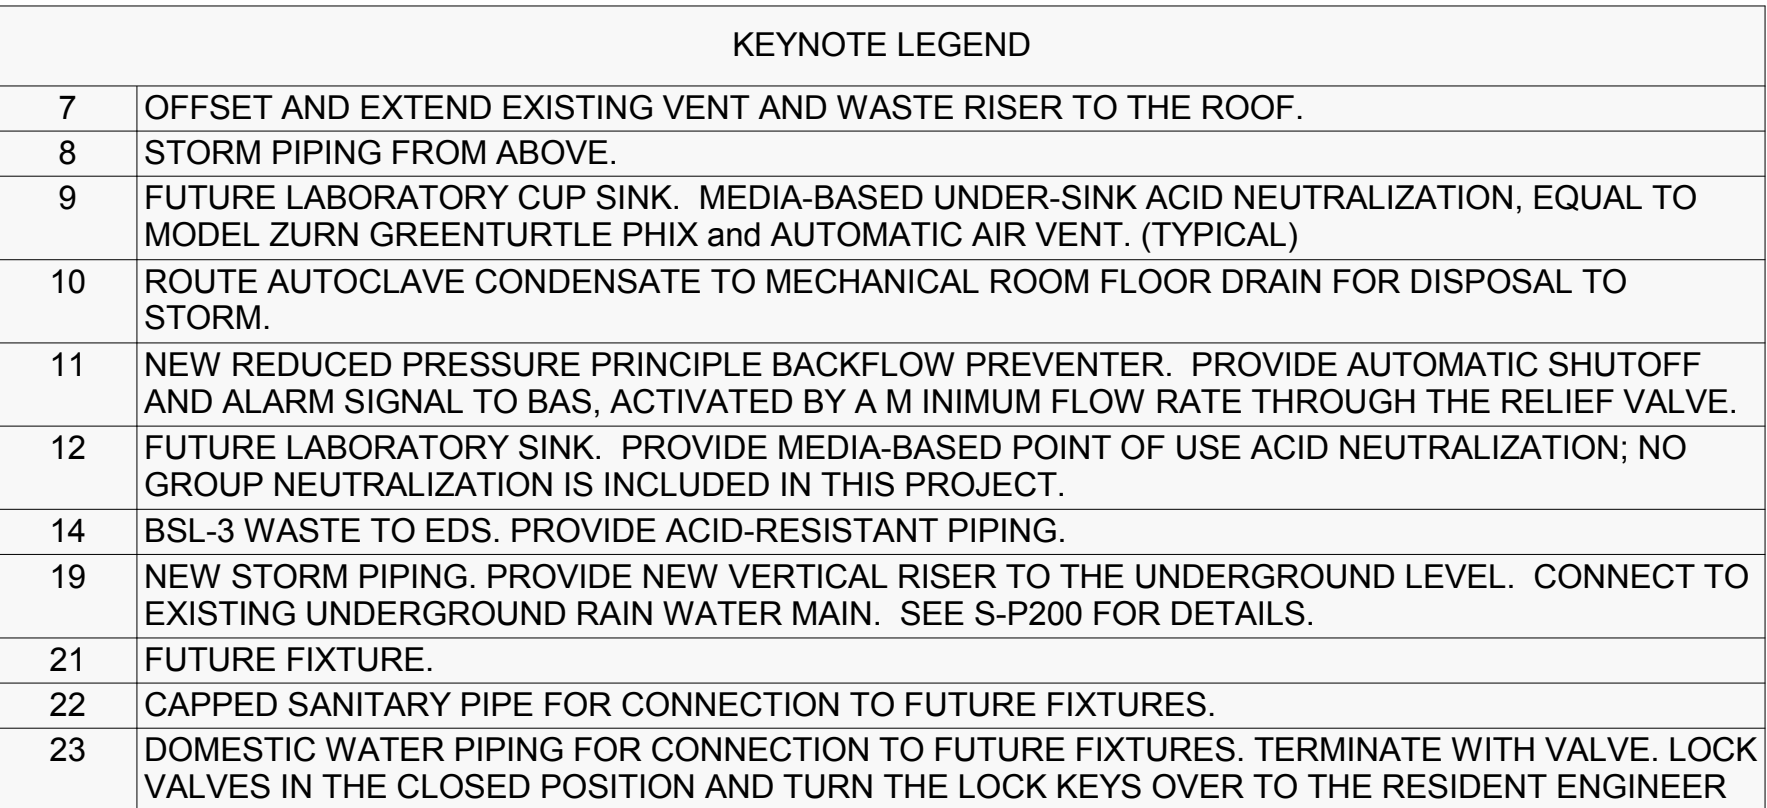 KEYNOTE LEGEND
7 OFFSET AND EXTEND EXISTING VENT AND WASTE RISER TO THE ROOF.
8 STORM PIPING FROM ABOVE.
9 FUTURE LABORATORY CUP SINK.  MEDIA-BASED UNDER-SINK ACID NEUTRALIZATION, EQUAL TO
MODEL ZURN GREENTURTLE PHIX and AUTOMATIC AIR VENT. (TYPICAL)
10 ROUTE AUTOCLAVE CONDENSATE TO MECHANICAL ROOM FLOOR DRAIN FOR DISPOSAL TO
STORM.
11 NEW REDUCED PRESSURE PRINCIPLE BACKFLOW PREVENTER.  PROVIDE AUTOMATIC SHUTOFF
AND ALARM SIGNAL TO BAS, ACTIVATED BY A M INIMUM FLOW RATE THROUGH THE RELIEF VALVE.
12 FUTURE LABORATORY SINK.  PROVIDE MEDIA-BASED POINT OF USE ACID NEUTRALIZATION; NO
GROUP NEUTRALIZATION IS INCLUDED IN THIS PROJECT.
14 BSL-3 WASTE TO EDS. PROVIDE ACID-RESISTANT PIPING.
19 NEW STORM PIPING. PROVIDE NEW VERTICAL RISER TO THE UNDERGROUND LEVEL.  CONNECT TO
EXISTING UNDERGROUND RAIN WATER MAIN.  SEE S-P200 FOR DETAILS.
21 FUTURE FIXTURE.
22 CAPPED SANITARY PIPE FOR CONNECTION TO FUTURE FIXTURES.
23 DOMESTIC WATER PIPING FOR CONNECTION TO FUTURE FIXTURES. TERMINATE WITH VALVE. LOCK
VALVES IN THE CLOSED POSITION AND TURN THE LOCK KEYS OVER TO THE RESIDENT ENGINEER